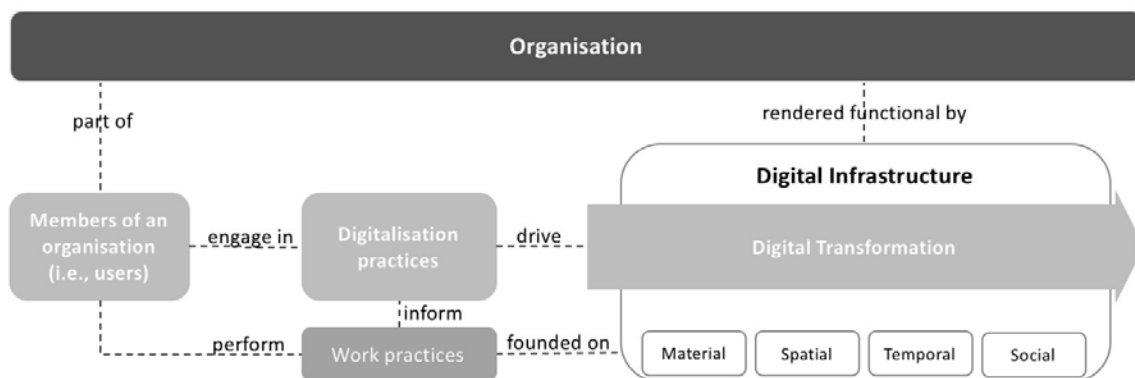 Organisation
part of
rendered functional by
Digital Infrastructure
Members of an
organisation
(i.e., users)
engage in
Digitalisation
practices
drive
Digital Transformation
inform
perform
Work practices
founded on
Material
Spatial
Temporal
Social